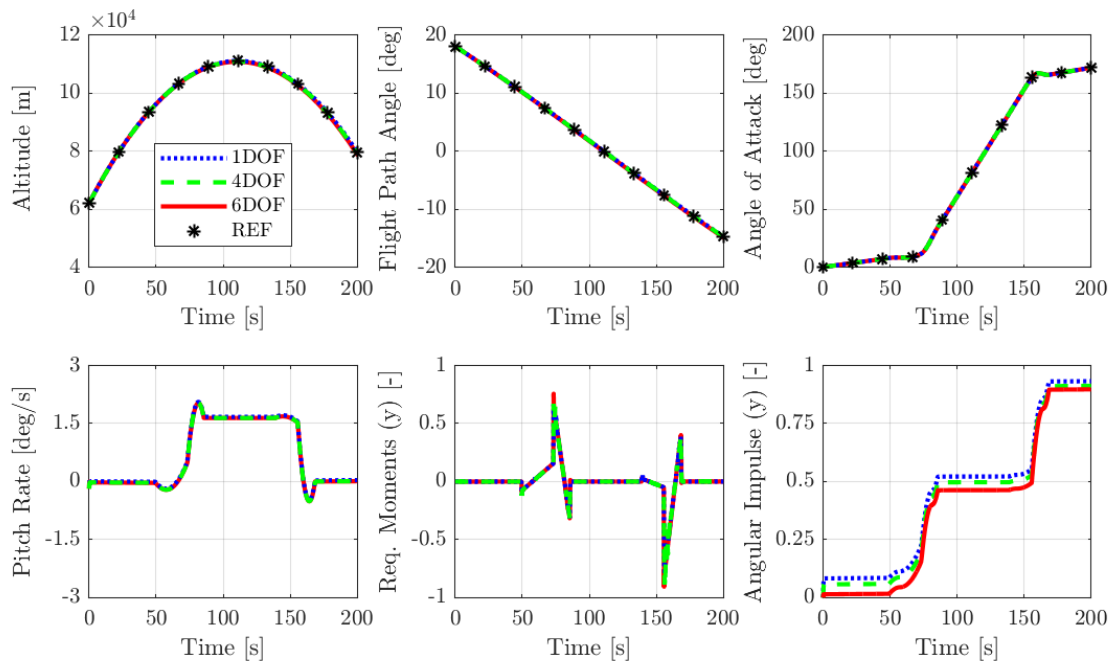 ×10⁴
12
10
8
6
4
Altitude [m]
1DOF
4DOF
6DOF
REF
0 50 100 150 200
Time [s]
20
10
0
-10
-20
Flight Path Angle [deg]
0 50 100 150 200
Time [s]
200
150
100
50
0
Angle of Attack [deg]
0 50 100 150 200
Time [s]
3
1.5
0
-1.5
-3
Pitch Rate [deg/s]
0 50 100 150 200
Time [s]
1
0.5
0
-0.5
-1
Req. Moments (y) [-]
0 50 100 150 200
Time [s]
1
0.75
0.5
0.25
0
Angular Impulse (y) [-]
0 50 100 150 200
Time [s]